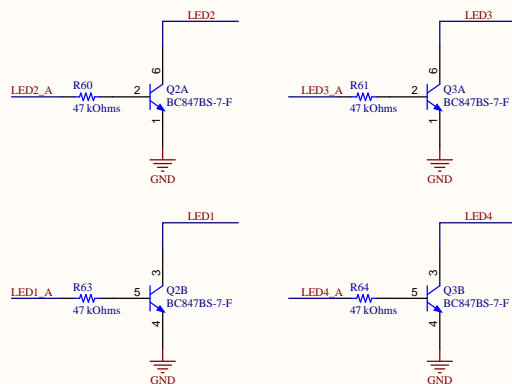 LED2
6
LED2_A
R60
47 kOhms
2
Q2A
BC847BS-7-F
1
GND
LED3
6
LED3_A
R61
47 kOhms
2
Q3A
BC847BS-7-F
1
GND
LED1
3
LED1_A
R63
47 kOhms
5
Q2B
BC847BS-7-F
4
GND
LED4
3
LED4_A
R64
47 kOhms
5
Q3B
BC847BS-7-F
4
GND